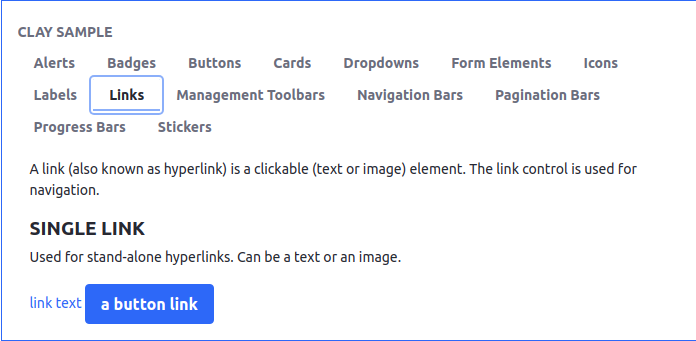 CLAY SAMPLE
Alerts Badges Buttons Cards Dropdowns Form Elements Icons
Labels Links Management Toolbars Navigation Bars Pagination Bars
Progress Bars Stickers
A link (also known as hyperlink) is a clickable (text or image) element. The link control is used for
navigation.
SINGLE LINK
Used for stand-alone hyperlinks. Can be a text or an image.
link text a button link